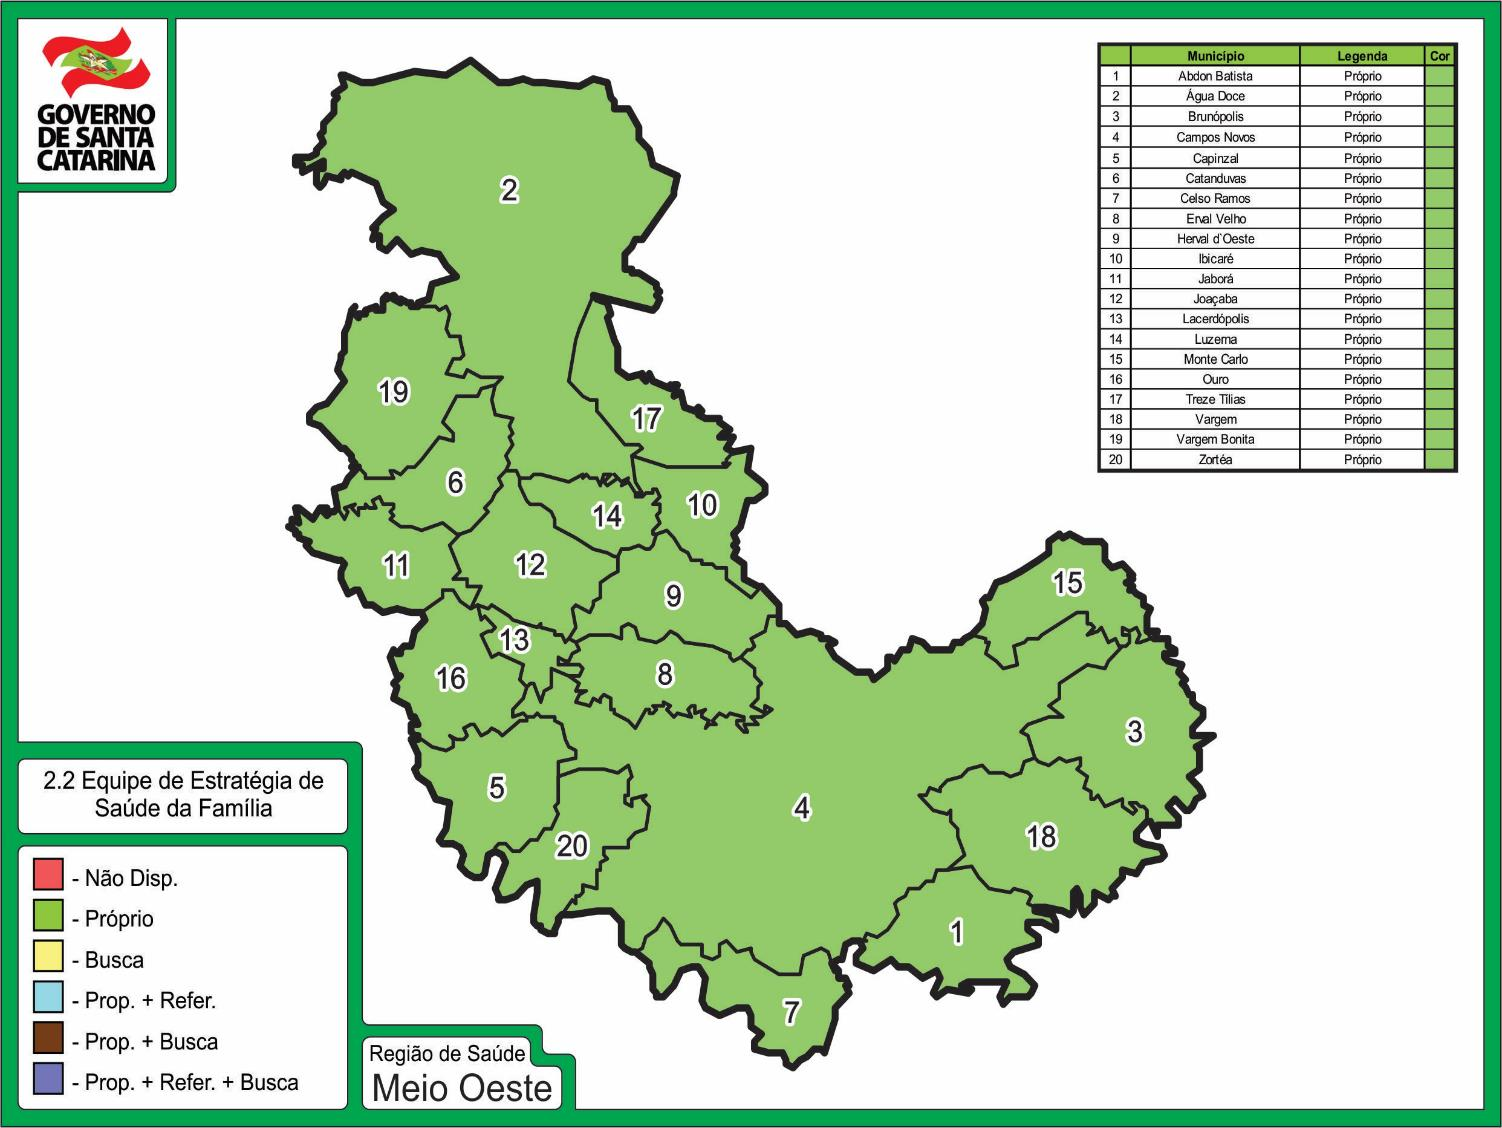 GOVERNO
DE SANTA
CATARINA
Município Legenda Cor
1 Abdon Batista Próprio
2 Água Doce Próprio
3 Brunópolis Próprio
4 Campos Novos Próprio
5 Capinzal Próprio
6 Catanduvas Próprio
7 Celso Ramos Próprio
8 Erval Velho Próprio
9 Herval d`Oeste Próprio
10 Ibicaré Próprio
11 Jaborá Próprio
12 Joaçaba Próprio
13 Lacerdópolis Próprio
14 Luzerna Próprio
15 Monte Carlo Próprio
16 Ouro Próprio
17 Treze Tílias Próprio
18 Vargem Próprio
19 Vargem Bonita Próprio
20 Zortéa Próprio
2
19
17
6
10
14
11
12
15
9
13
8
16
3
5
4
18
20
1
7
2.2 Equipe de Estratégia de
Saúde da Família
- Não Disp.
- Próprio
- Busca
- Prop. + Refer.
- Prop. + Busca
- Prop. + Refer. + Busca
Região de Saúde
Meio Oeste